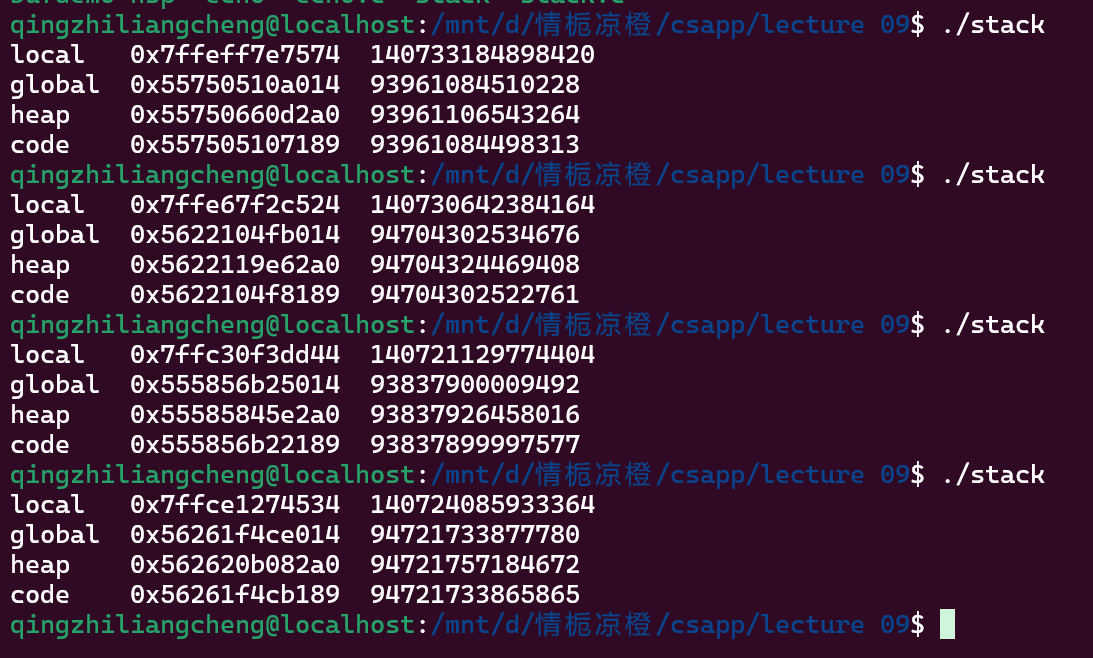 qingzhiliangcheng@localhost:/mnt/d/情栀凉橙/csapp/lecture 09$ ./stack
local   0x7ffeff7e7574  140733184898420
global  0x55750510a014  93961084510228
heap    0x55750660d2a0  93961106543264
code    0x557505107189  93961084498313
qingzhiliangcheng@localhost:/mnt/d/情栀凉橙/csapp/lecture 09$ ./stack
local   0x7ffe67f2c524  140730642384164
global  0x5622104fb014  94704302534676
heap    0x5622119e62a0  94704324469408
code    0x5622104f8189  94704302522761
qingzhiliangcheng@localhost:/mnt/d/情栀凉橙/csapp/lecture 09$ ./stack
local   0x7ffc30f3dd44  140721129774404
global  0x555856b25014  93837900009492
heap    0x55585845e2a0  93837926458016
code    0x555856b22189  93837899997577
qingzhiliangcheng@localhost:/mnt/d/情栀凉橙/csapp/lecture 09$ ./stack
local   0x7ffce1274534  140724085933364
global  0x56261f4ce014  94721733877780
heap    0x562620b082a0  94721757184672
code    0x56261f4cb189  94721733865865
qingzhiliangcheng@localhost:/mnt/d/情栀凉橙/csapp/lecture 09$